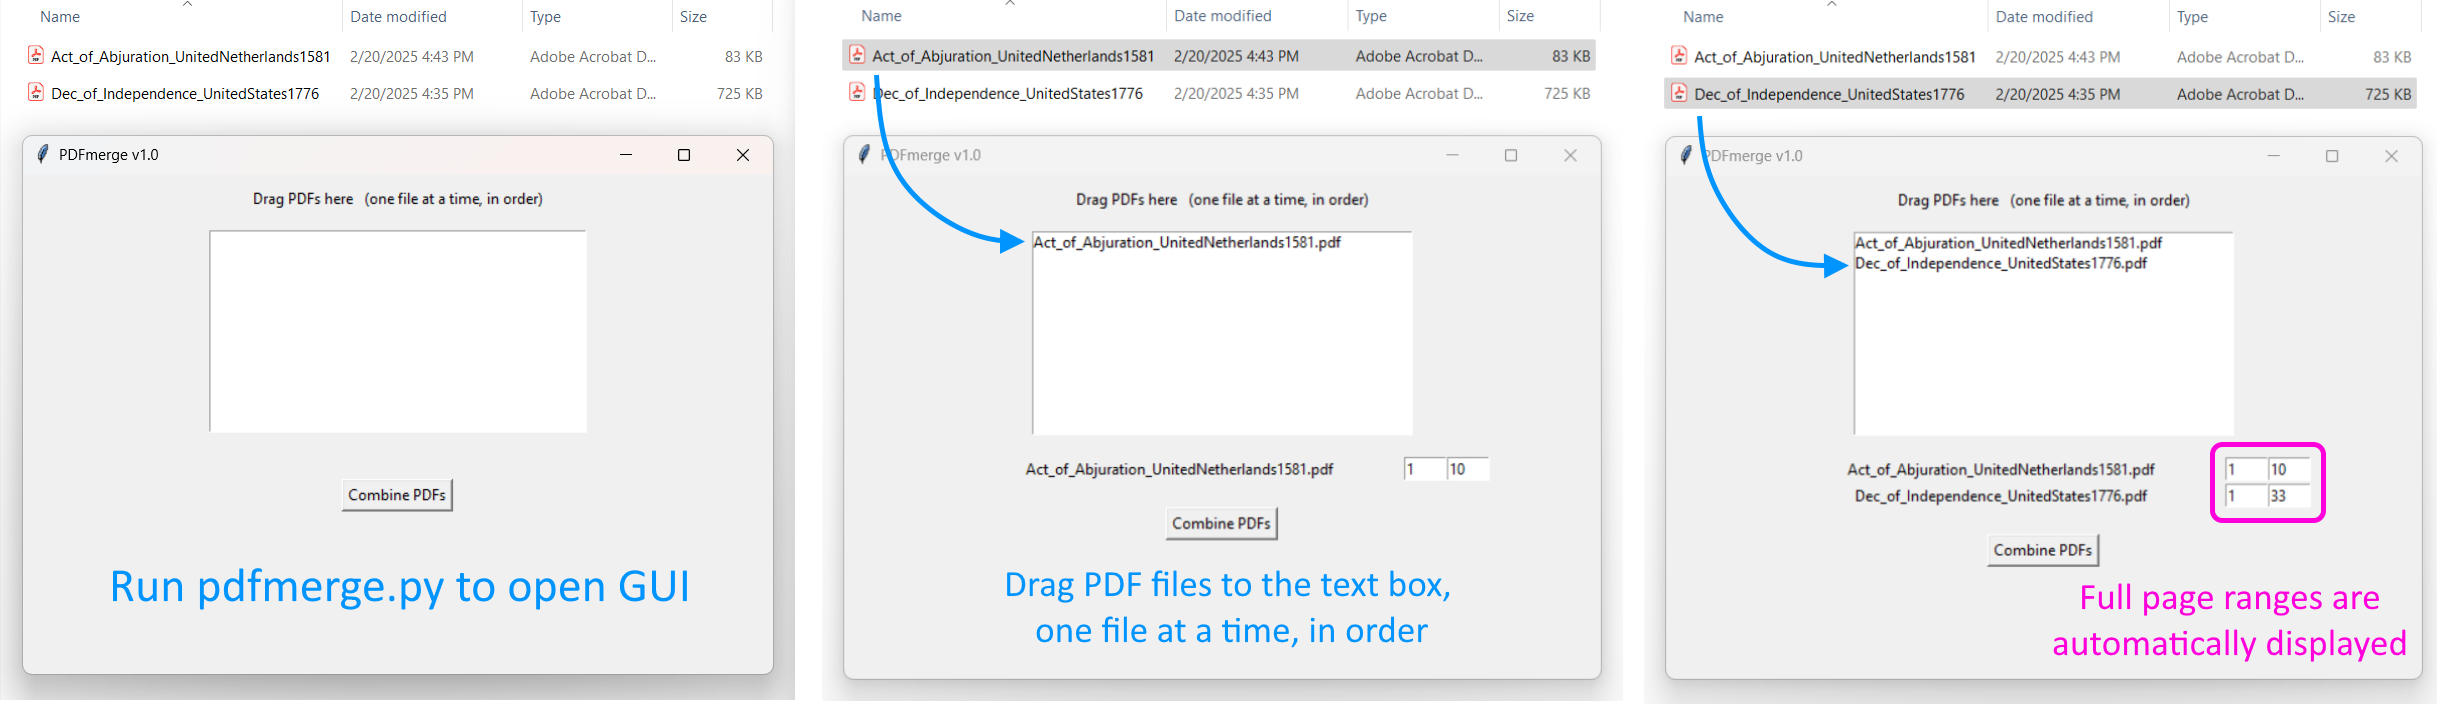 Name Date modified Type Size
Act_of_Abjuration_UnitedNetherlands1581 2/20/2025 4:43 PM Adobe Acrobat D... 83 KB
Dec_of_Independence_UnitedStates1776 2/20/2025 4:35 PM Adobe Acrobat D... 725 KB
PDFmerge v1.0
Drag PDFs here (one file at a time, in order)
Combine PDFs
Run pdfmerge.py to open GUI
Name Date modified Type Size
Act_of_Abjuration_UnitedNetherlands1581 2/20/2025 4:43 PM Adobe Acrobat D... 83 KB
Dec_of_Independence_UnitedStates1776 2/20/2025 4:35 PM Adobe Acrobat D... 725 KB
PDFmerge v1.0
Drag PDFs here (one file at a time, in order)
Act_of_Abjuration_UnitedNetherlands1581.pdf
Act_of_Abjuration_UnitedNetherlands1581.pdf 1 10
Combine PDFs
Drag PDF files to the text box,
one file at a time, in order
Name Date modified Type Size
Act_of_Abjuration_UnitedNetherlands1581 2/20/2025 4:43 PM Adobe Acrobat D... 83 KB
Dec_of_Independence_UnitedStates1776 2/20/2025 4:35 PM Adobe Acrobat D... 725 KB
PDFmerge v1.0
Drag PDFs here (one file at a time, in order)
Act_of_Abjuration_UnitedNetherlands1581.pdf
Dec_of_Independence_UnitedStates1776.pdf
Act_of_Abjuration_UnitedNetherlands1581.pdf 1 10
Dec_of_Independence_UnitedStates1776.pdf 1 33
Combine PDFs
Full page ranges are
automatically displayed